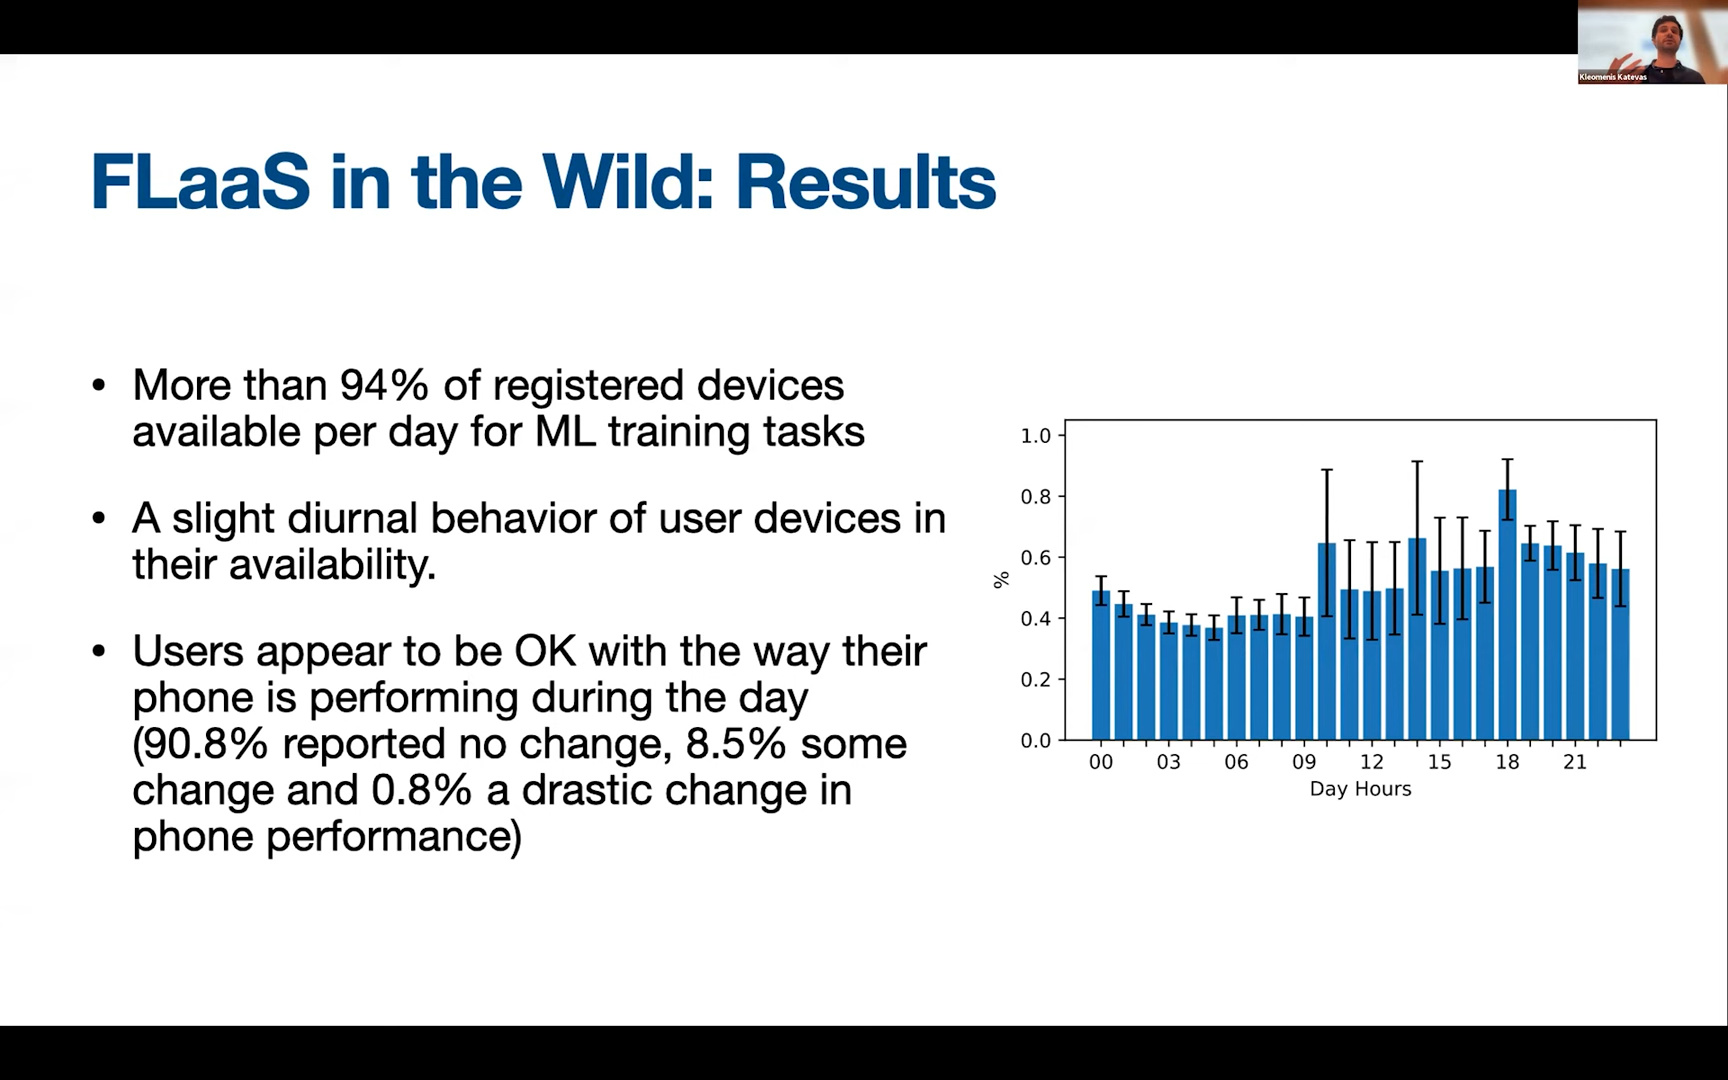 Kleomenis Katevas
FLaaS in the Wild: Results
• More than 94% of registered devices
available per day for ML training tasks
• A slight diurnal behavior of user devices in
their availability.
• Users appear to be OK with the way their
phone is performing during the day
(90.8% reported no change, 8.5% some
change and 0.8% a drastic change in
phone performance)
1.0
0.8
0.6
0.4
0.2
0.0
%
00 03 06 09 12 15 18 21
Day Hours